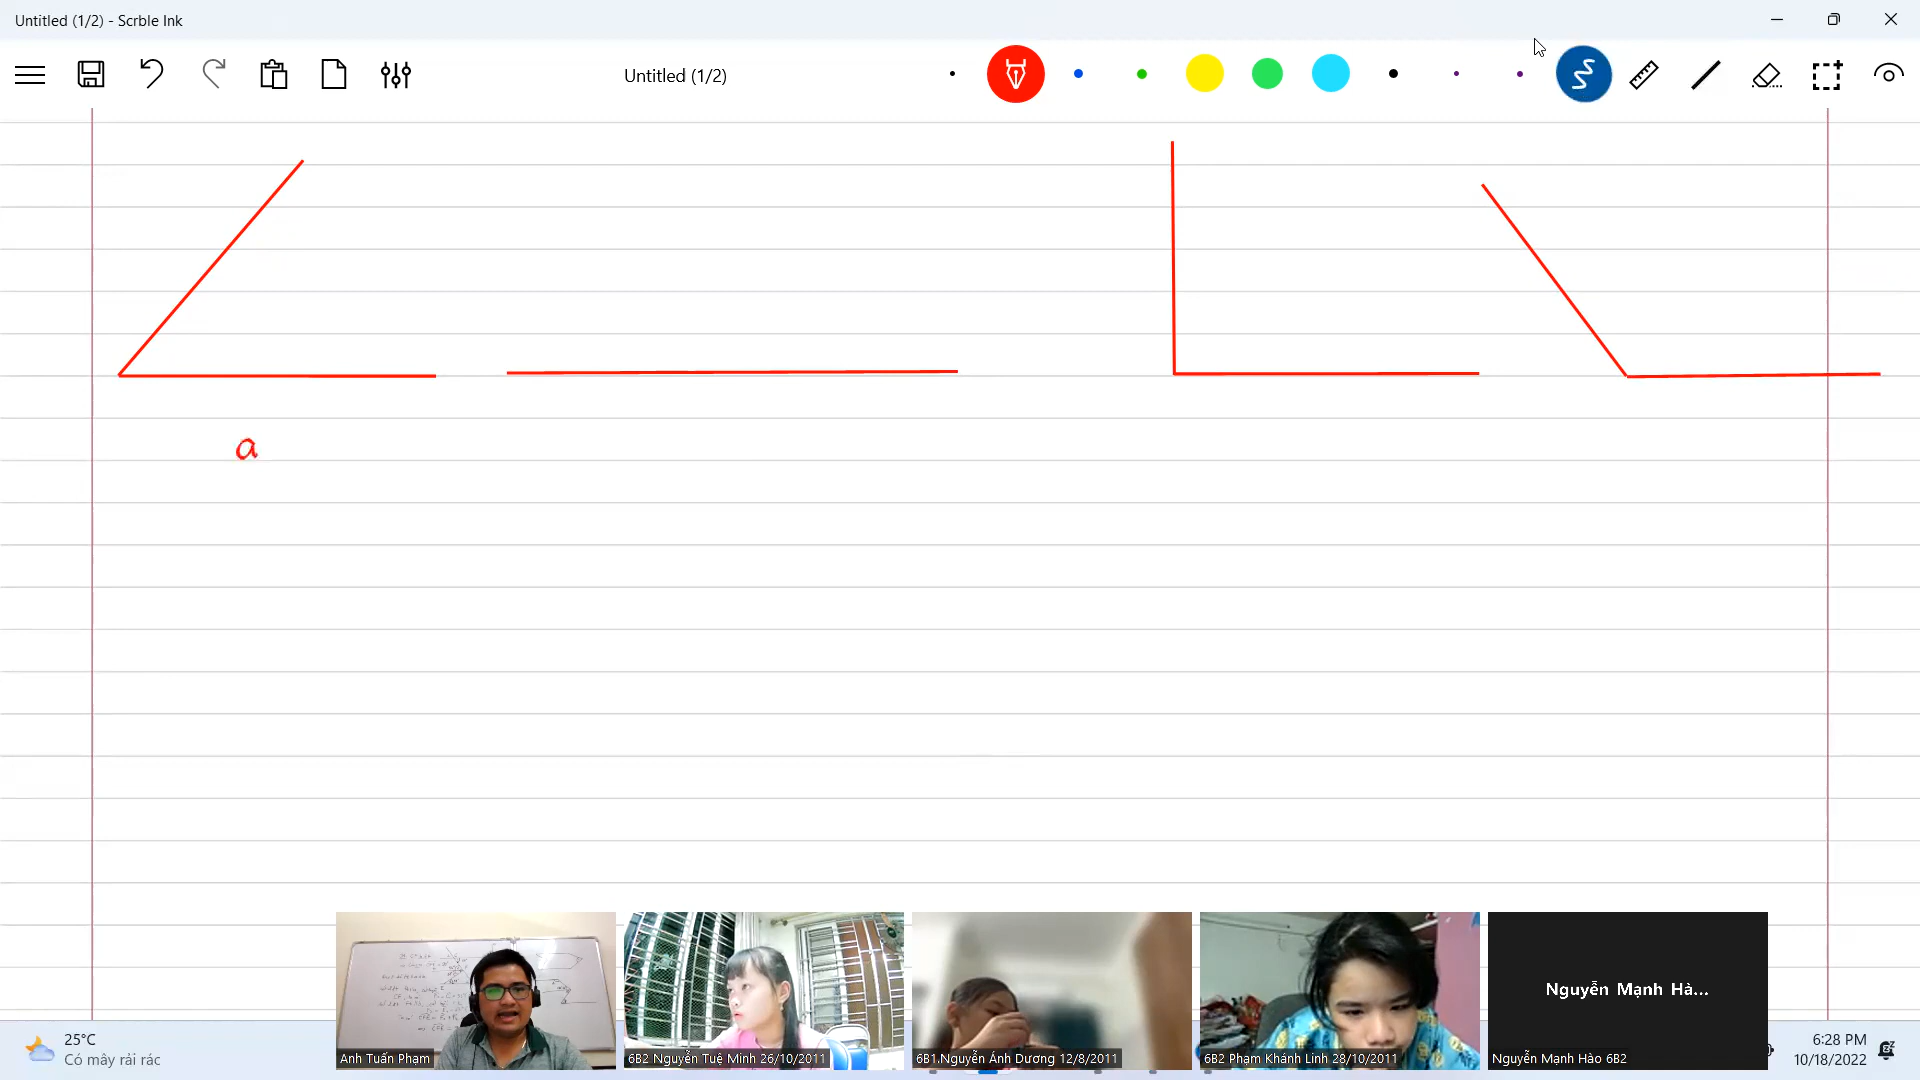 Untitled (1/2) - Scrble Ink
Untitled (1/2)
a
Nguyễn Mạnh Hà...
Anh Tuấn Phạm
6B2 Nguyễn Tuệ Minh 26/10/2011
6B1.Nguyễn Ánh Dương 12/8/2011
6B2 Phạm Khánh Linh 28/10/2011
Nguyễn Mạnh Hào 6B2
25°C
Có mây rải rác
6:28 PM
10/18/2022